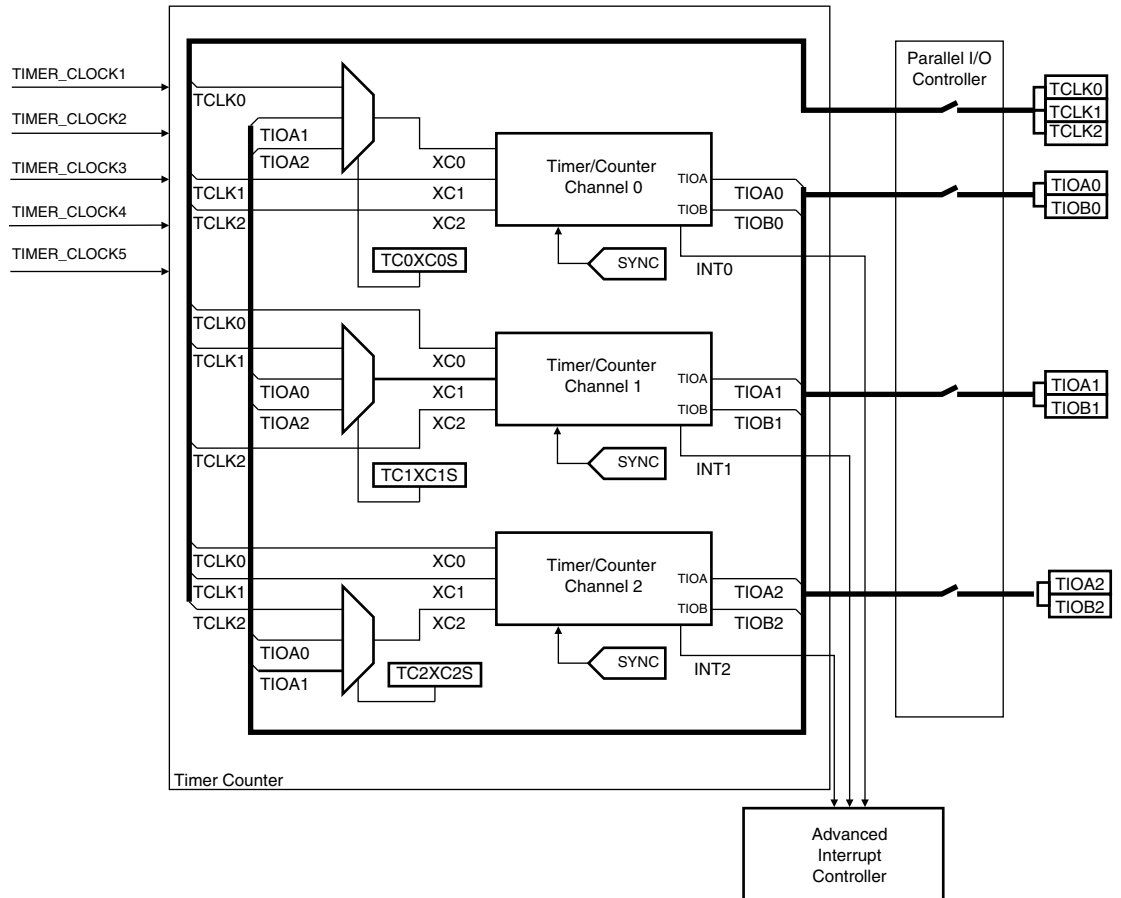 TIMER_CLOCK1
TIMER_CLOCK2
TIMER_CLOCK3
TIMER_CLOCK4
TIMER_CLOCK5
TCLK0
TIOA1
TIOA2
TCLK1
TCLK2
XC0
XC1
XC2
TC0XC0S
Timer/Counter
Channel 0
TIOA
TIOB
TIOA0
TIOB0
SYNC
INT0
TCLK0
TCLK1
TIOA0
TIOA2
TCLK2
XC0
XC1
XC2
TC1XC1S
Timer/Counter
Channel 1
TIOA
TIOB
TIOA1
TIOB1
SYNC
INT1
TCLK0
TCLK1
TCLK2
TIOA0
TIOA1
XC0
XC1
XC2
TC2XC2S
Timer/Counter
Channel 2
TIOA
TIOB
TIOA2
TIOB2
SYNC
INT2
Timer Counter
Parallel I/O
Controller
TCLK0
TCLK1
TCLK2
TIOA0
TIOB0
TIOA1
TIOB1
TIOA2
TIOB2
Advanced
Interrupt
Controller